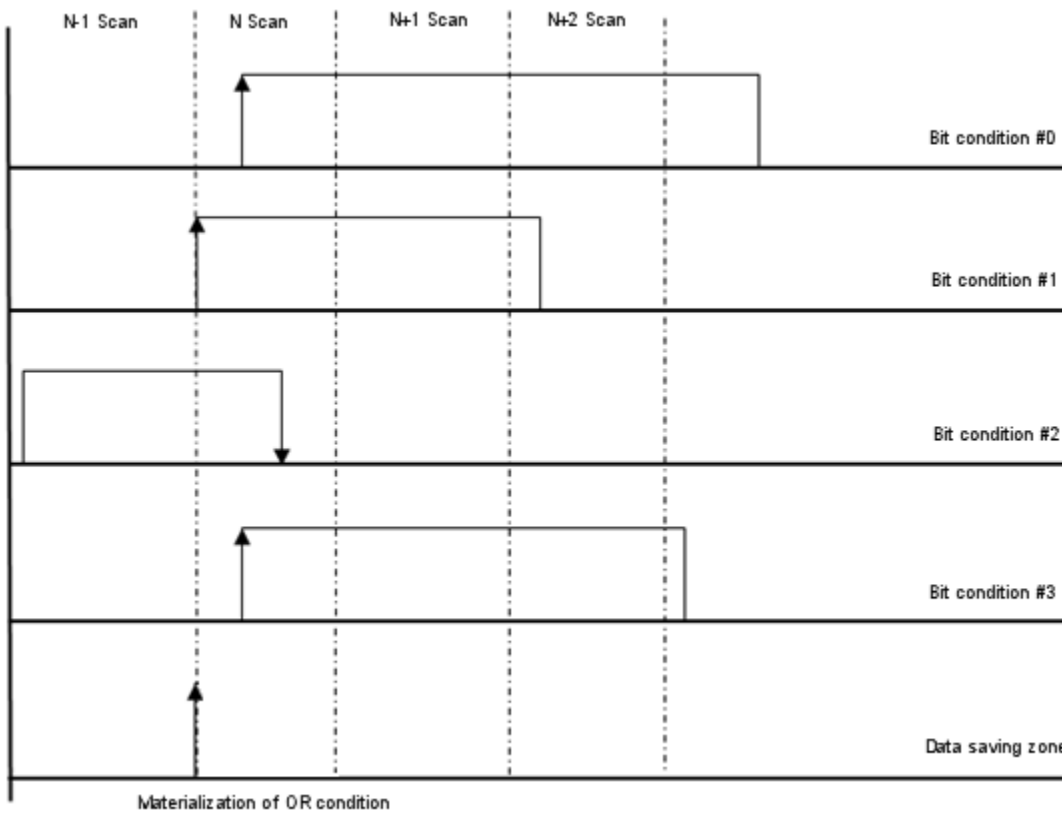 N-1 Scan
N Scan
N+1 Scan
N+2 Scan
Bit condition #0
Bit condition #1
Bit condition #2
Bit condition #3
Data saving zone
Materialization of OR condition